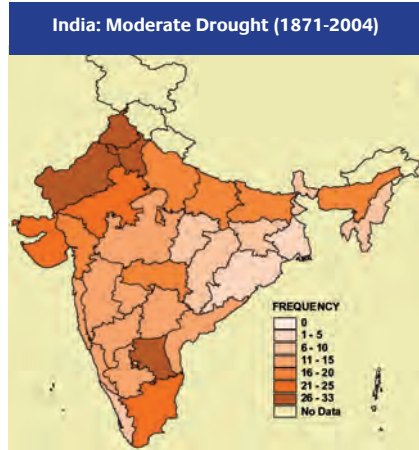 India: Moderate Drought (1871-2004)
FREQUENCY
0
1 - 5
6 - 10
11 - 15
16 - 20
21 - 25
26 - 33
No Data